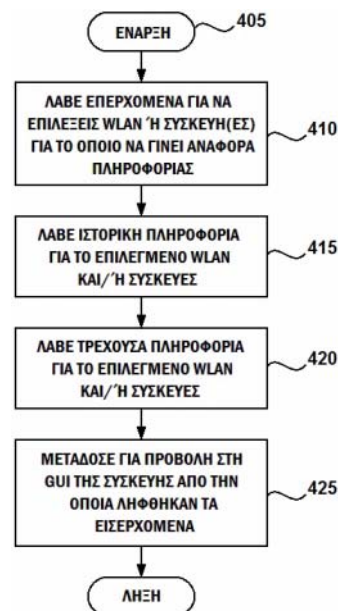 ΕΝΑΡΞΗ
405
ΛΑΒΕ ΕΠΕΡΧΟΜΕΝΑ ΓΙΑ ΝΑ
ΕΠΙΛΕΞΕΙΣ WLAN Ή ΣΥΣΚΕΥΗ(ΕΣ)
ΓΙΑ ΤΟ ΟΠΟΙΟ ΝΑ ΓΙΝΕΙ ΑΝΑΦΟΡΑ
ΠΛΗΡΟΦΟΡΙΑΣ
410
ΛΑΒΕ ΙΣΤΟΡΙΚΗ ΠΛΗΡΟΦΟΡΙΑ
ΓΙΑ ΤΟ ΕΠΙΛΕΓΜΕΝΟ WLAN
ΚΑΙ/Ή ΣΥΣΚΕΥΕΣ
415
ΛΑΒΕ ΤΡΕΧΟΥΣΑ ΠΛΗΡΟΦΟΡΙΑ
ΓΙΑ ΤΟ ΕΠΙΛΕΓΜΕΝΟ WLAN
ΚΑΙ/Ή ΣΥΣΚΕΥΕΣ
420
ΜΕΤΑΔΟΣΕ ΓΙΑ ΠΡΟΒΟΛΗ ΣΤΗ
GUI ΤΗΣ ΣΥΣΚΕΥΗΣ ΑΠΟ ΤΗΝ
ΟΠΟΙΑ ΛΗΦΘΗΚΑΝ ΤΑ
ΕΙΣΕΡΧΟΜΕΝΑ
425
ΛΗΞΗ